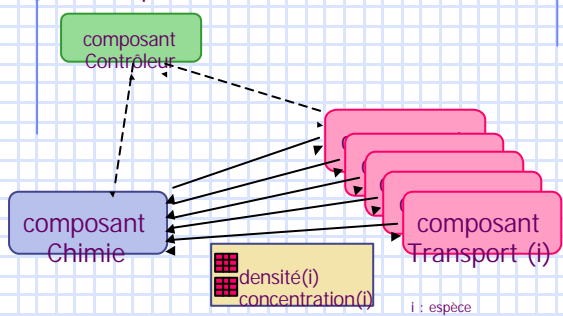 composant
Contrôleur
composant
Chimie
composant
Transport (i)
densité(i)
concentration(i)
i : espèce